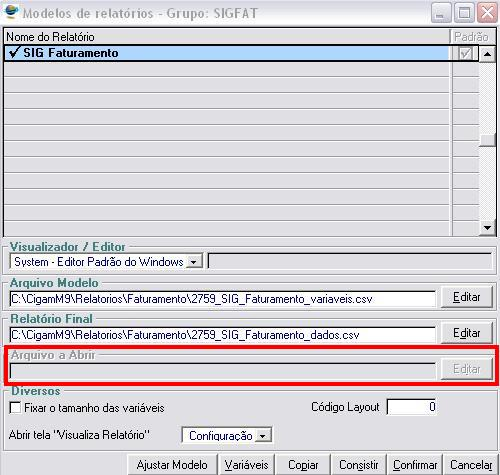 Modelos de relatórios - Grupo: SIGFAT
Nome do Relatório Padrão
SIG Faturamento
Visualizador / Editor
System - Editor Padrão do Windows
Arquivo Modelo
C:\CigamM9\Relatorios\Faturamento\2759_SIG_Faturamento_variaveis.csv Editar
Relatório Final
C:\CigamM9\Relatorios\Faturamento\2759_SIG_Faturamento_dados.csv Editar
Arquivo a Abrir
Editar
Diversos
Fixar o tamanho das variáveis Código Layout 0
Abrir tela "Visualiza Relatório" Configuração
Ajustar Modelo Variáveis Copiar Consistir Confirmar Cancelar